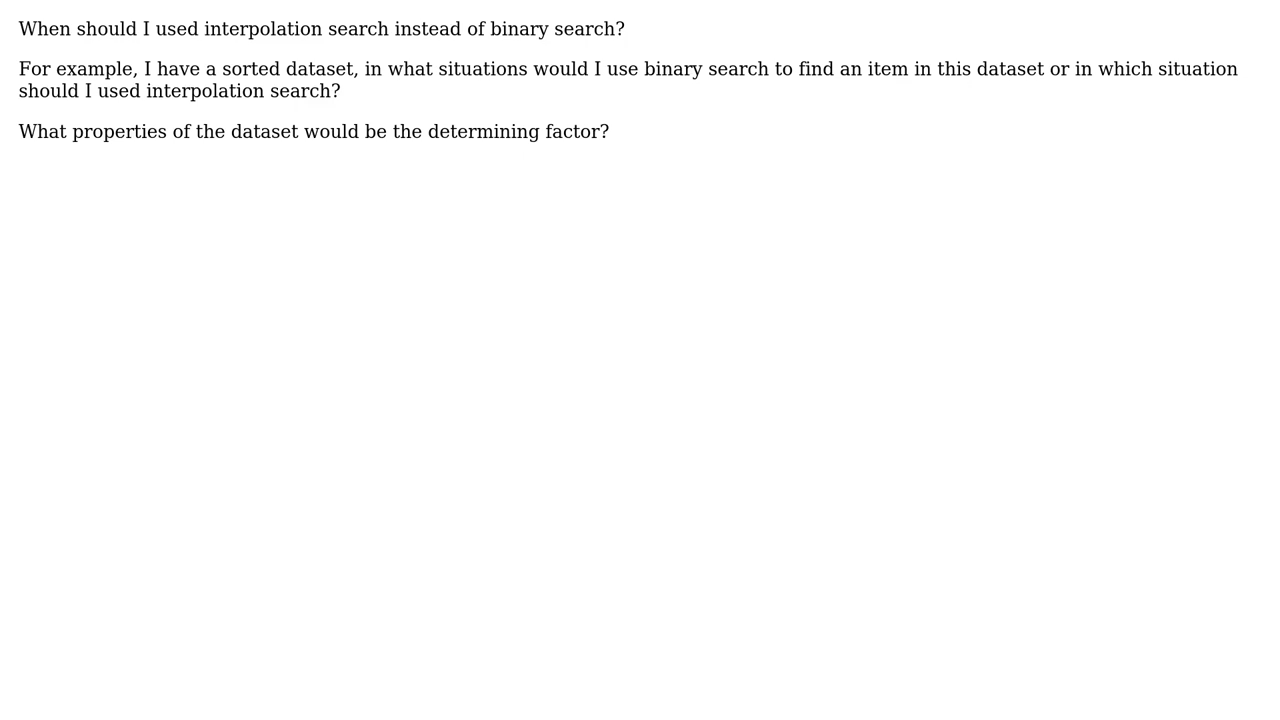 When should I used interpolation search instead of binary search?
For example, I have a sorted dataset, in what situations would I use binary search to find an item in this dataset or in which situation
should I used interpolation search?
What properties of the dataset would be the determining factor?